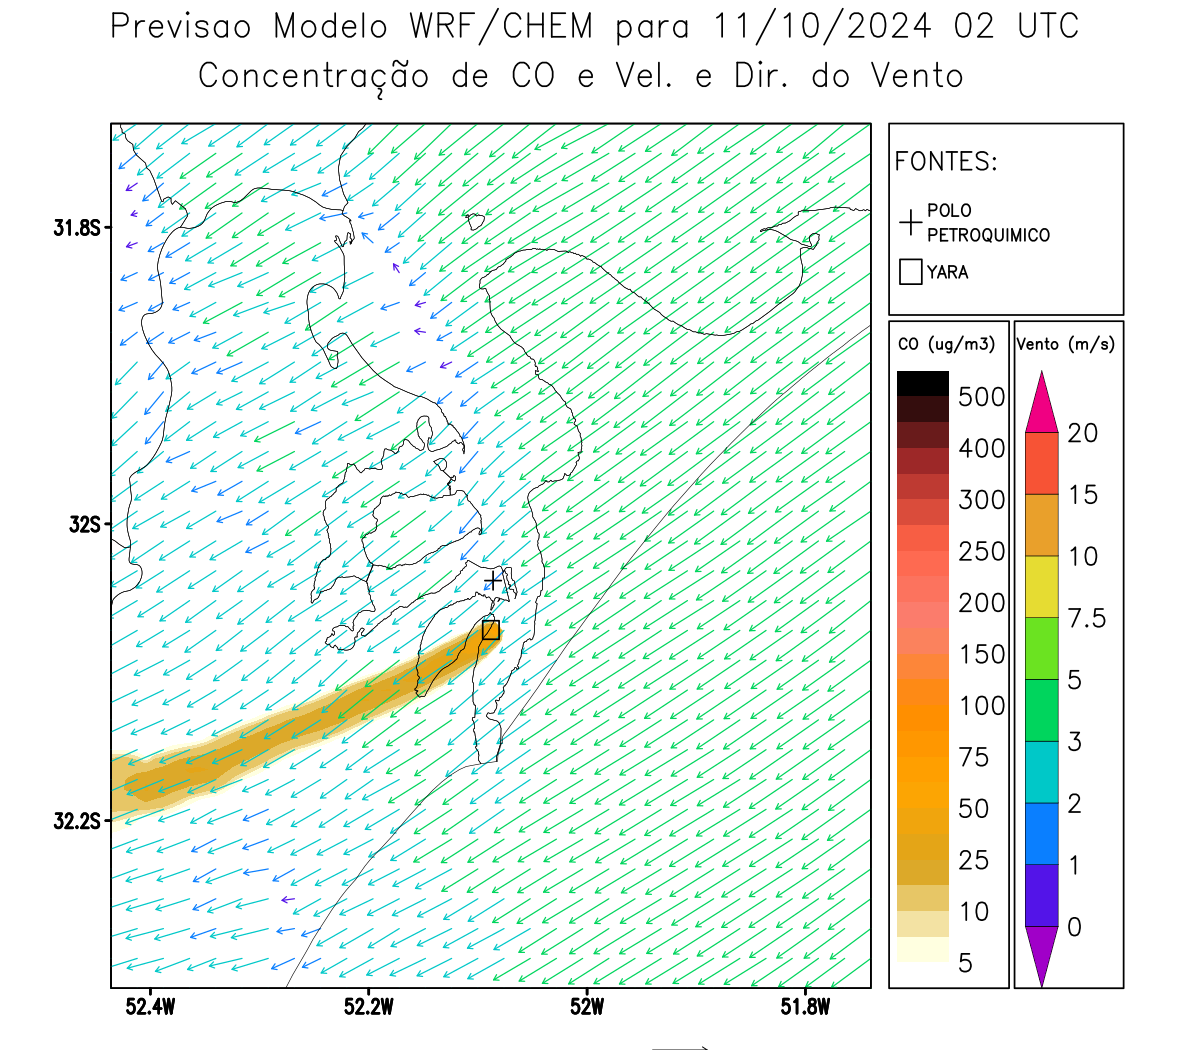 Previsao Modelo WRF/CHEM para 11/10/2024 02 UTC
Concentração de CO e Vel. e Dir. do Vento
FONTES:
POLO
PETROQUIMICO
YARA
CO (ug/m3)
500
400
300
250
200
150
100
75
50
25
10
5
Vento (m/s)
20
15
10
7.5
5
3
2
1
0
31.8S
32S
32.2S
52.4W
52.2W
52W
51.8W